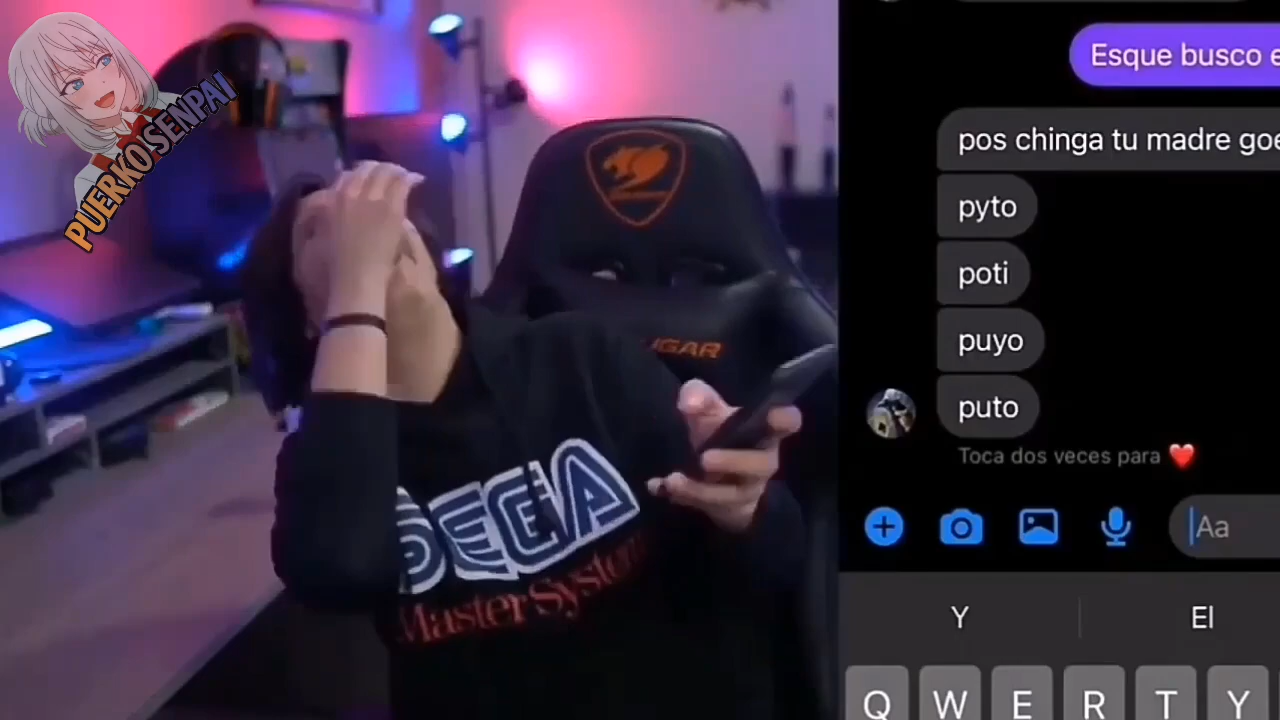 PUERKO SENPAI
Esque busco e
pos chinga tu madre goe
pyto
poti
puyo
puto
Toca dos veces para ❤️
Aa
Y
El
Q W E R T Y
UGAR
SEGA
Master System